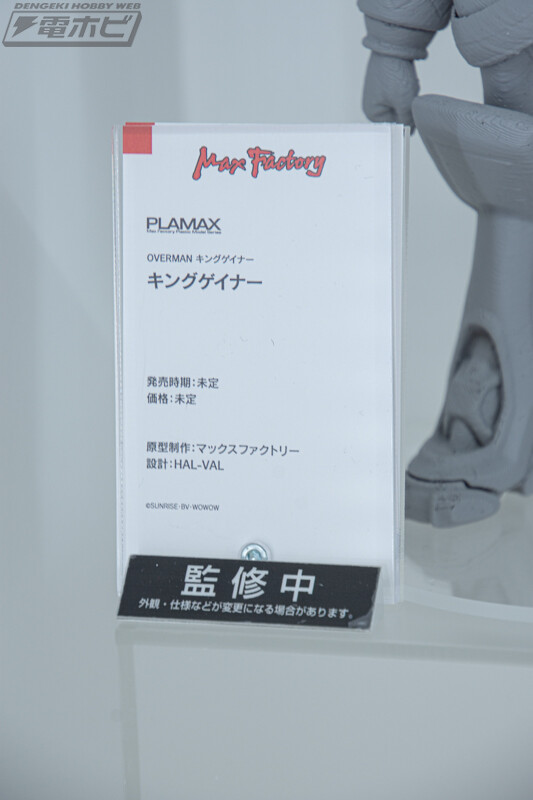 DENGEKI HOBBY WEB
電ホビ
Max Factory
PLAMAX
Max Factory Plastic Model Series
OVERMAN キングゲイナー
キングゲイナー
発売時期：未定
価格：未定
原型制作：マックスファクトリー
設計：HAL-VAL
©SUNRISE・BV・WOWOW
監修中
外観・仕様などが変更になる場合があります。